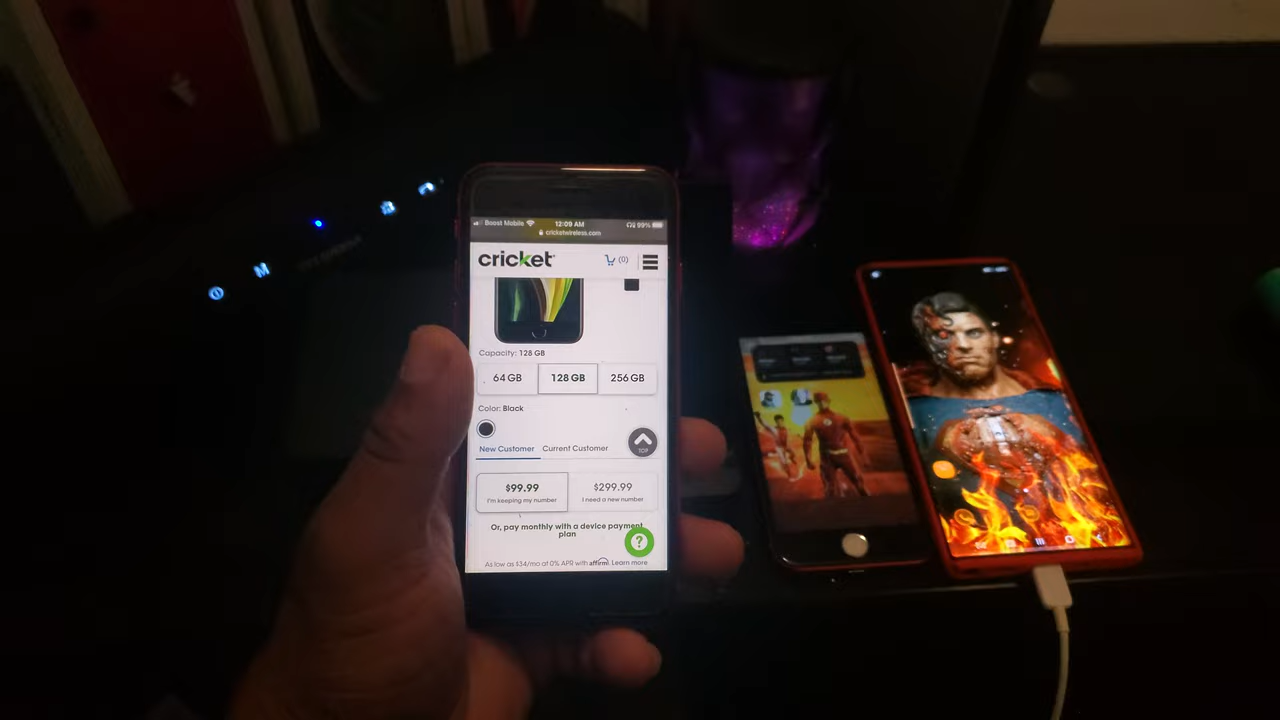 Boost Mobile 12:09 AM 99%
cricketwireless.com
cricket (0)
Capacity: 128 GB
64 GB 128 GB 256 GB
Color: Black
New Customer Current Customer
TOP
$99.99 $299.99
I'm keeping my number I need a new number
Or, pay monthly with a device payment
plan
?
As low as $34/mo at 0% APR with affirm. Learn more
M